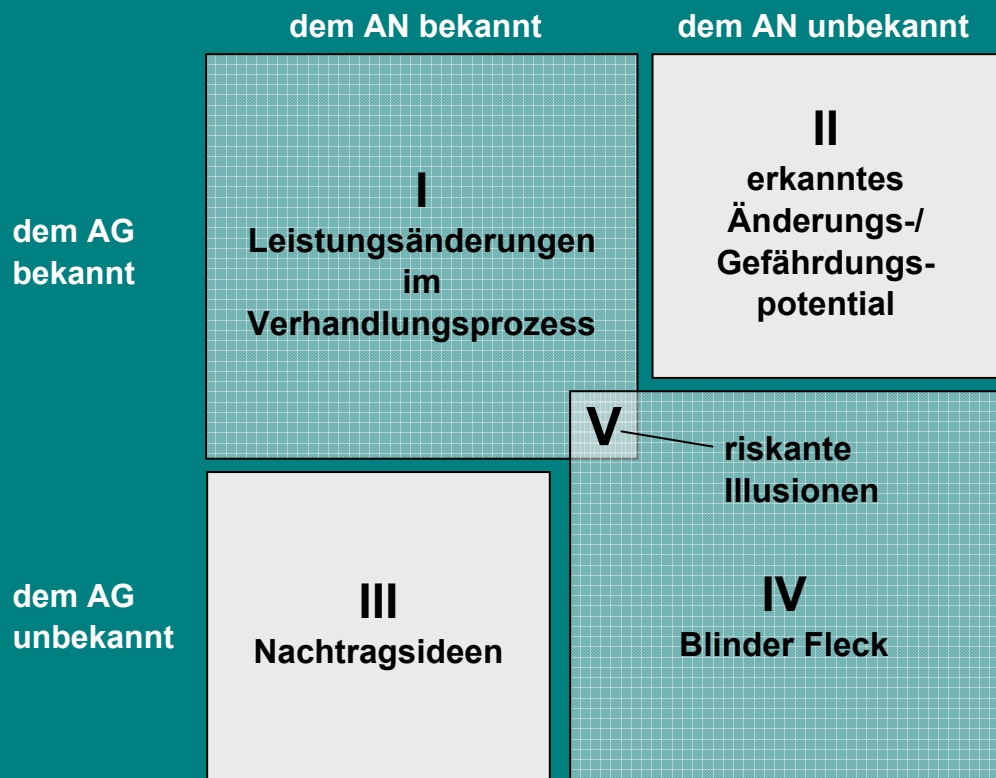 dem AN bekannt
dem AN unbekannt
dem AG
bekannt
I
Leistungsänderungen
im
Verhandlungsprozess
II
erkanntes
Änderungs-/
Gefährdungs-
potential
V
riskante
Illusionen
dem AG
unbekannt
III
Nachtragsideen
IV
Blinder Fleck